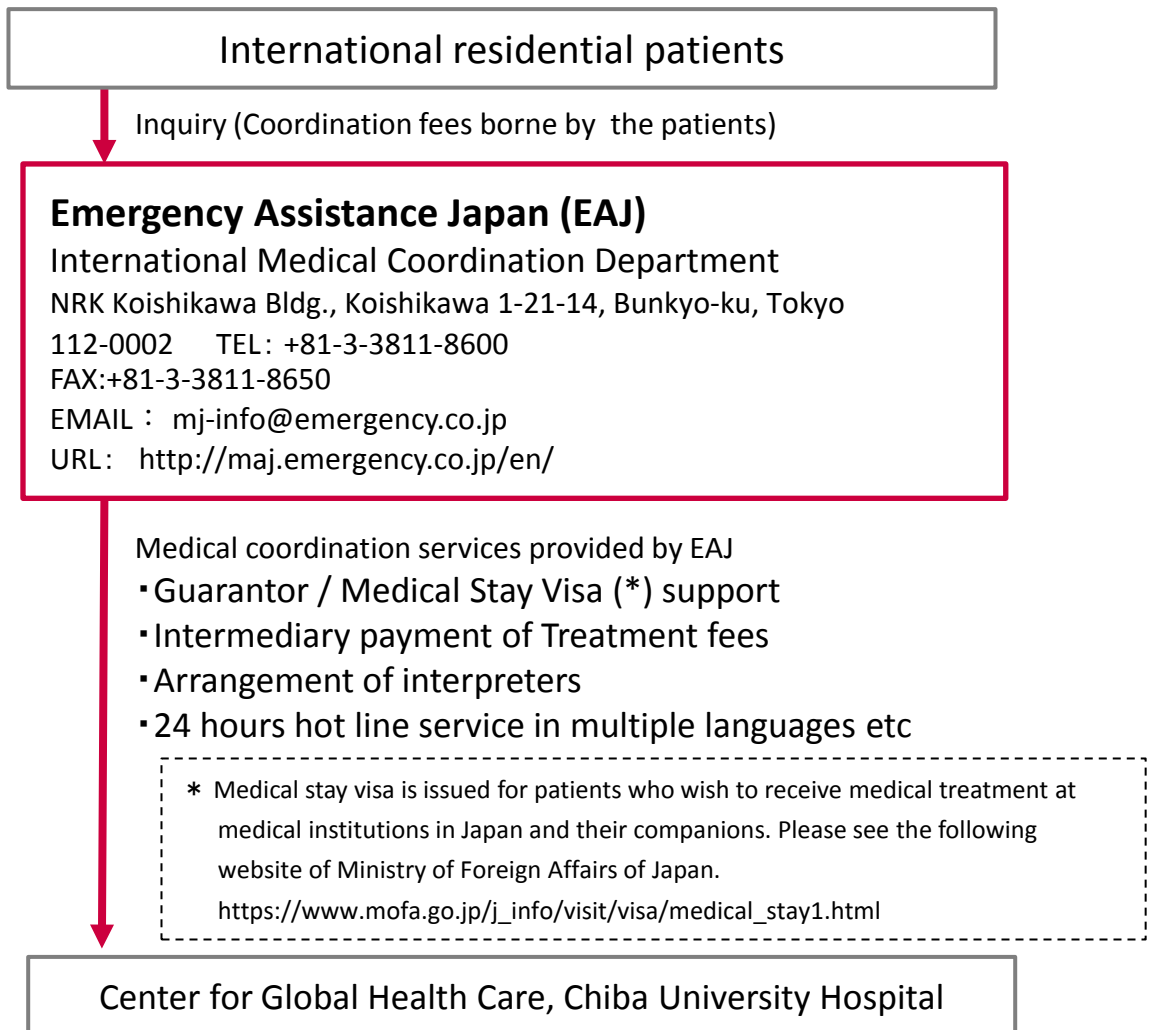 International residential patients
Inquiry (Coordination fees borne by the patients)
Emergency Assistance Japan (EAJ)
International Medical Coordination Department
NRK Koishikawa Bldg., Koishikawa 1-21-14, Bunkyo-ku, Tokyo
112-0002 TEL：+81-3-3811-8600
FAX:+81-3-3811-8650
EMAIL： mj-info@emergency.co.jp
URL： http://maj.emergency.co.jp/en/
Medical coordination services provided by EAJ
・Guarantor / Medical Stay Visa (*) support
・Intermediary payment of Treatment fees
・Arrangement of interpreters
・24 hours hot line service in multiple languages etc
* Medical stay visa is issued for patients who wish to receive medical treatment at
medical institutions in Japan and their companions. Please see the following
website of Ministry of Foreign Affairs of Japan.
https://www.mofa.go.jp/j_info/visit/visa/medical_stay1.html
Center for Global Health Care, Chiba University Hospital